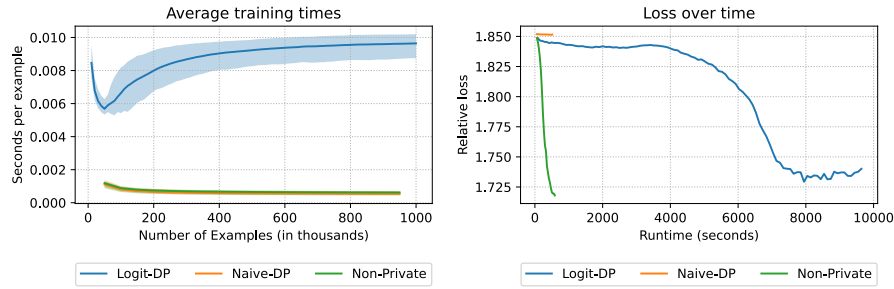 Average training times
Seconds per example
0.010
0.008
0.006
0.004
0.002
0.000
0 200 400 600 800 1000
Number of Examples (in thousands)
Logit-DP Naive-DP Non-Private
Loss over time
Relative loss
1.850
1.825
1.800
1.775
1.750
1.725
0 2000 4000 6000 8000 10000
Runtime (seconds)
Logit-DP Naive-DP Non-Private